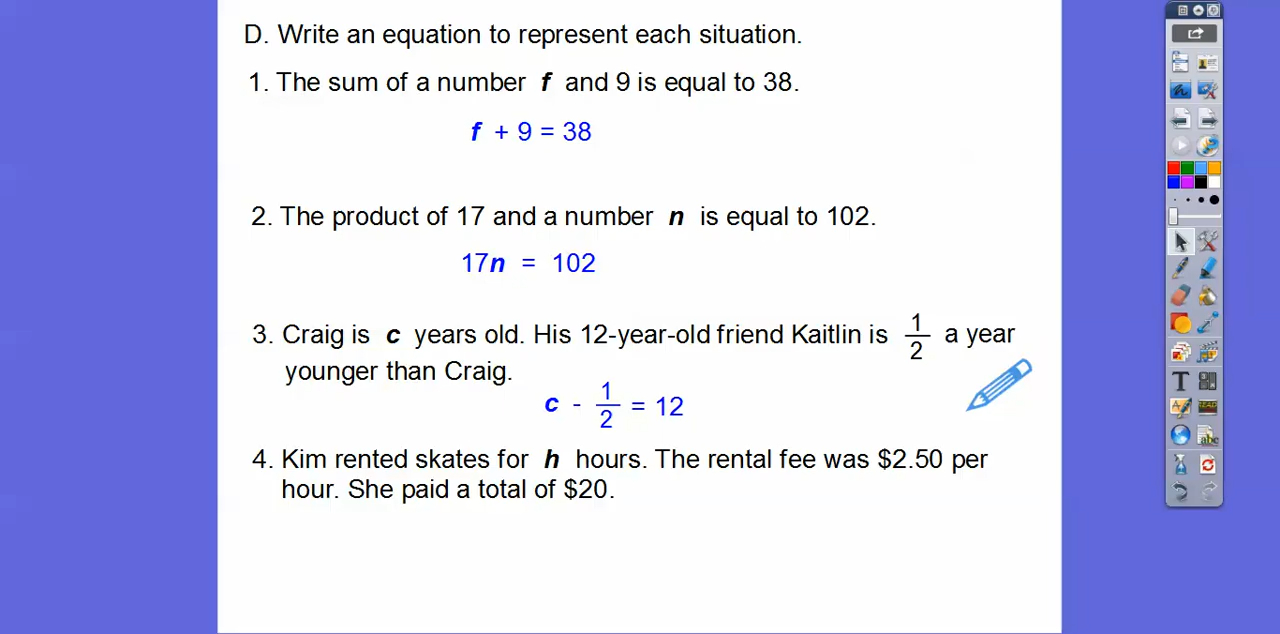 D. Write an equation to represent each situation.
1. The sum of a number f and 9 is equal to 38.
f + 9 = 38
2. The product of 17 and a number n is equal to 102.
17n = 102
3. Craig is c years old. His 12-year-old friend Kaitlin is 1/2 a year
younger than Craig.
c - 1/2 = 12
4. Kim rented skates for h hours. The rental fee was $2.50 per
hour. She paid a total of $20.